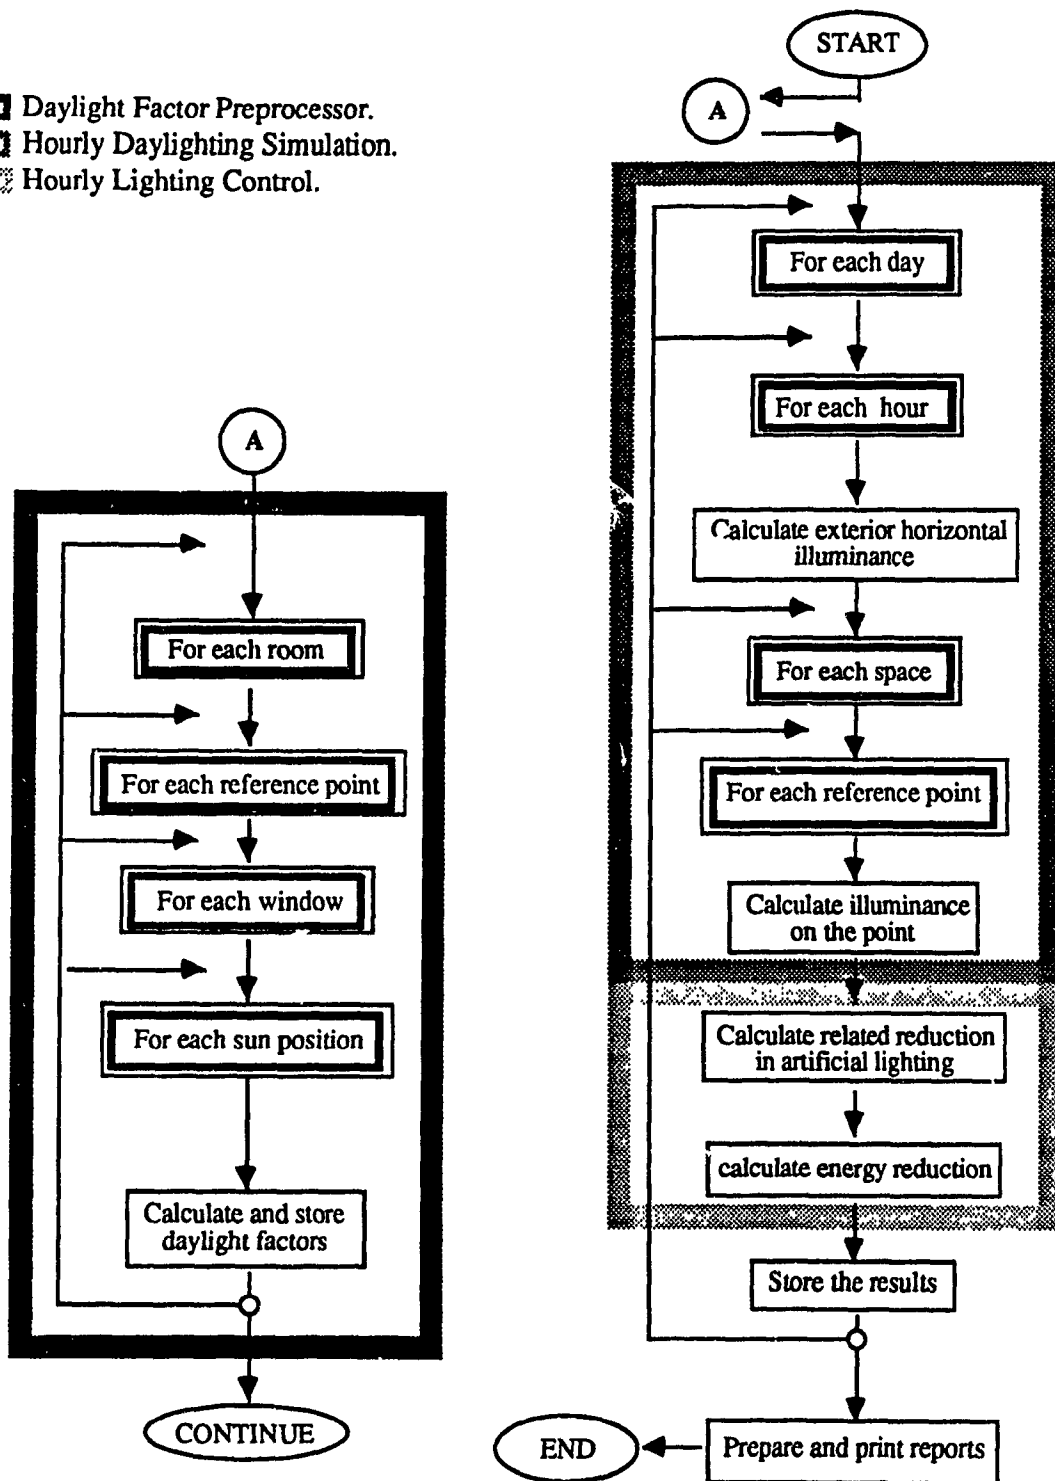 Daylight Factor Preprocessor.
Hourly Daylighting Simulation.
Hourly Lighting Control.
A
For each room
For each reference point
For each window
For each sun position
Calculate and store
daylight factors
CONTINUE
START
A
For each day
For each hour
Calculate exterior horizontal
illuminance
For each space
For each reference point
Calculate illuminance
on the point
Calculate related reduction
in artificial lighting
calculate energy reduction
Store the results
Prepare and print reports
END